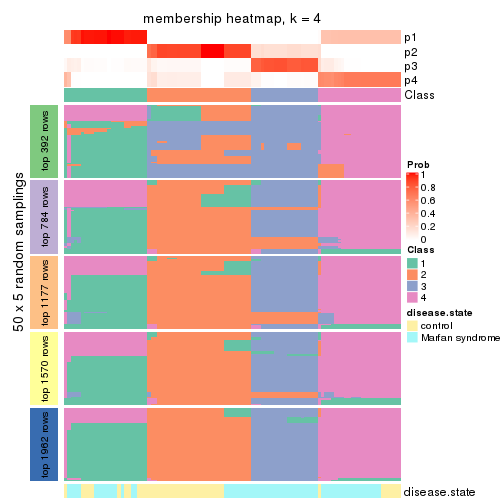 membership heatmap, k = 4
p1
p2
p3
p4
Class
50 x 5 random samplings
top 392 rows
top 784 rows
top 1177 rows
top 1570 rows
top 1962 rows
Prob
1
0.8
0.6
0.4
0.2
0
Class
1
2
3
4
disease.state
control
Marfan syndrome
disease.state